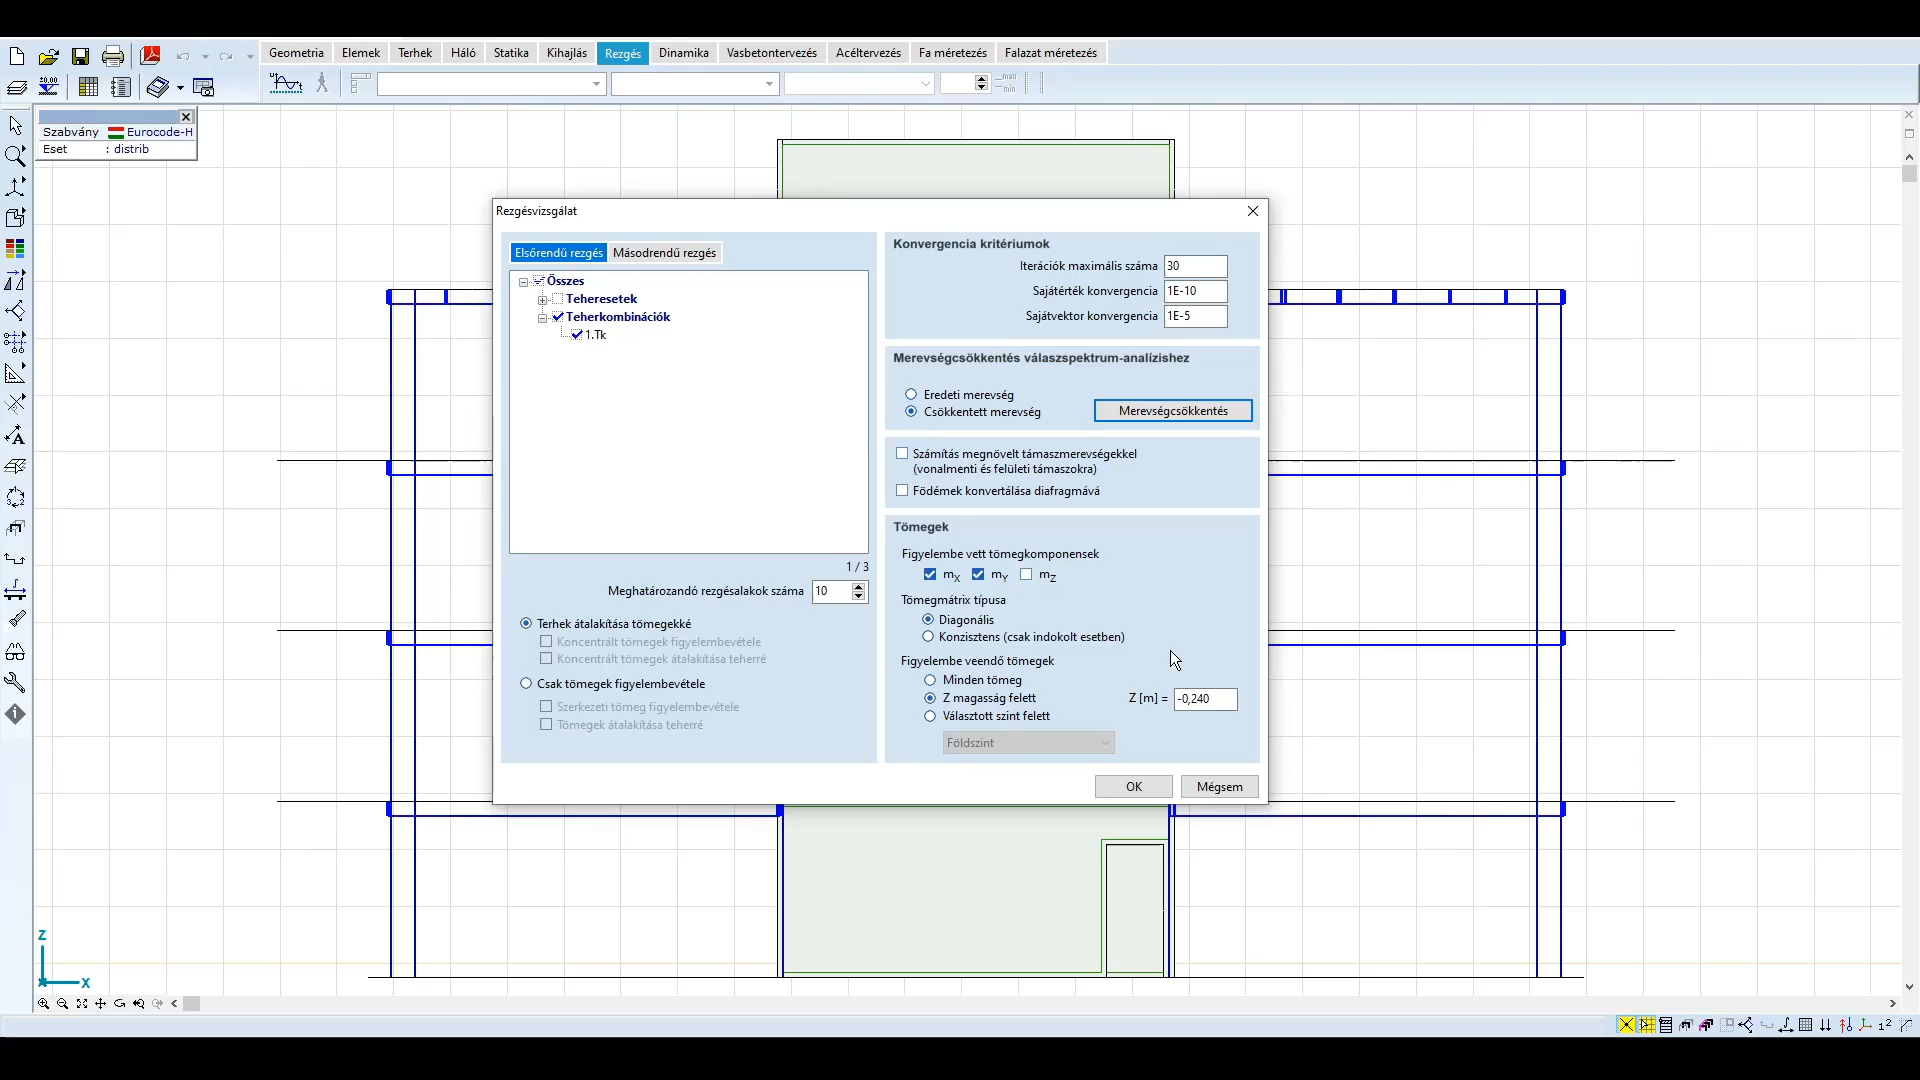 Geometria Elemek Terhek Háló Statika Kihajlás Rezgés Dinamika Vasbetontervezés Acéltervezés Fa méretezés Falazat méretezés
Szabvány Eurocode-H
Eset : distrib
Rezgésvizsgálat
Elsőrendű rezgés Másodrendű rezgés
Összes
Teheresetek
Teherkombinációk
1.Tk
1 / 3
Meghatározandó rezgésalakok száma 10
Terhek átalakítása tömegekké
Koncentrált tömegek figyelembevétele
Koncentrált tömegek átalakítása teherré
Csak tömegek figyelembevétele
Szerkezeti tömeg figyelembevétele
Tömegek átalakítása teherré
Konvergencia kritériumok
Iterációk maximális száma 30
Sajátérték konvergencia 1E-10
Sajátvektor konvergencia 1E-5
Merevségcsökkentés válaszspektrum-analízishez
Eredeti merevség
Csökkentett merevség Merevségcsökkentés
Számítás megnövelt támaszmerevségekkel
(vonalmenti és felületi támaszokra)
Födémek konvertálása diafragmává
Tömegek
Figyelembe vett tömegkomponensek
mX mY mZ
Tömegmátrix típusa
Diagonális
Konzisztens (csak indokolt esetben)
Figyelembe veendő tömegek
Minden tömeg
Z magasság felett Z [m] = -0,240
Választott szint felett
Földszint
OK Mégsem
Z
X